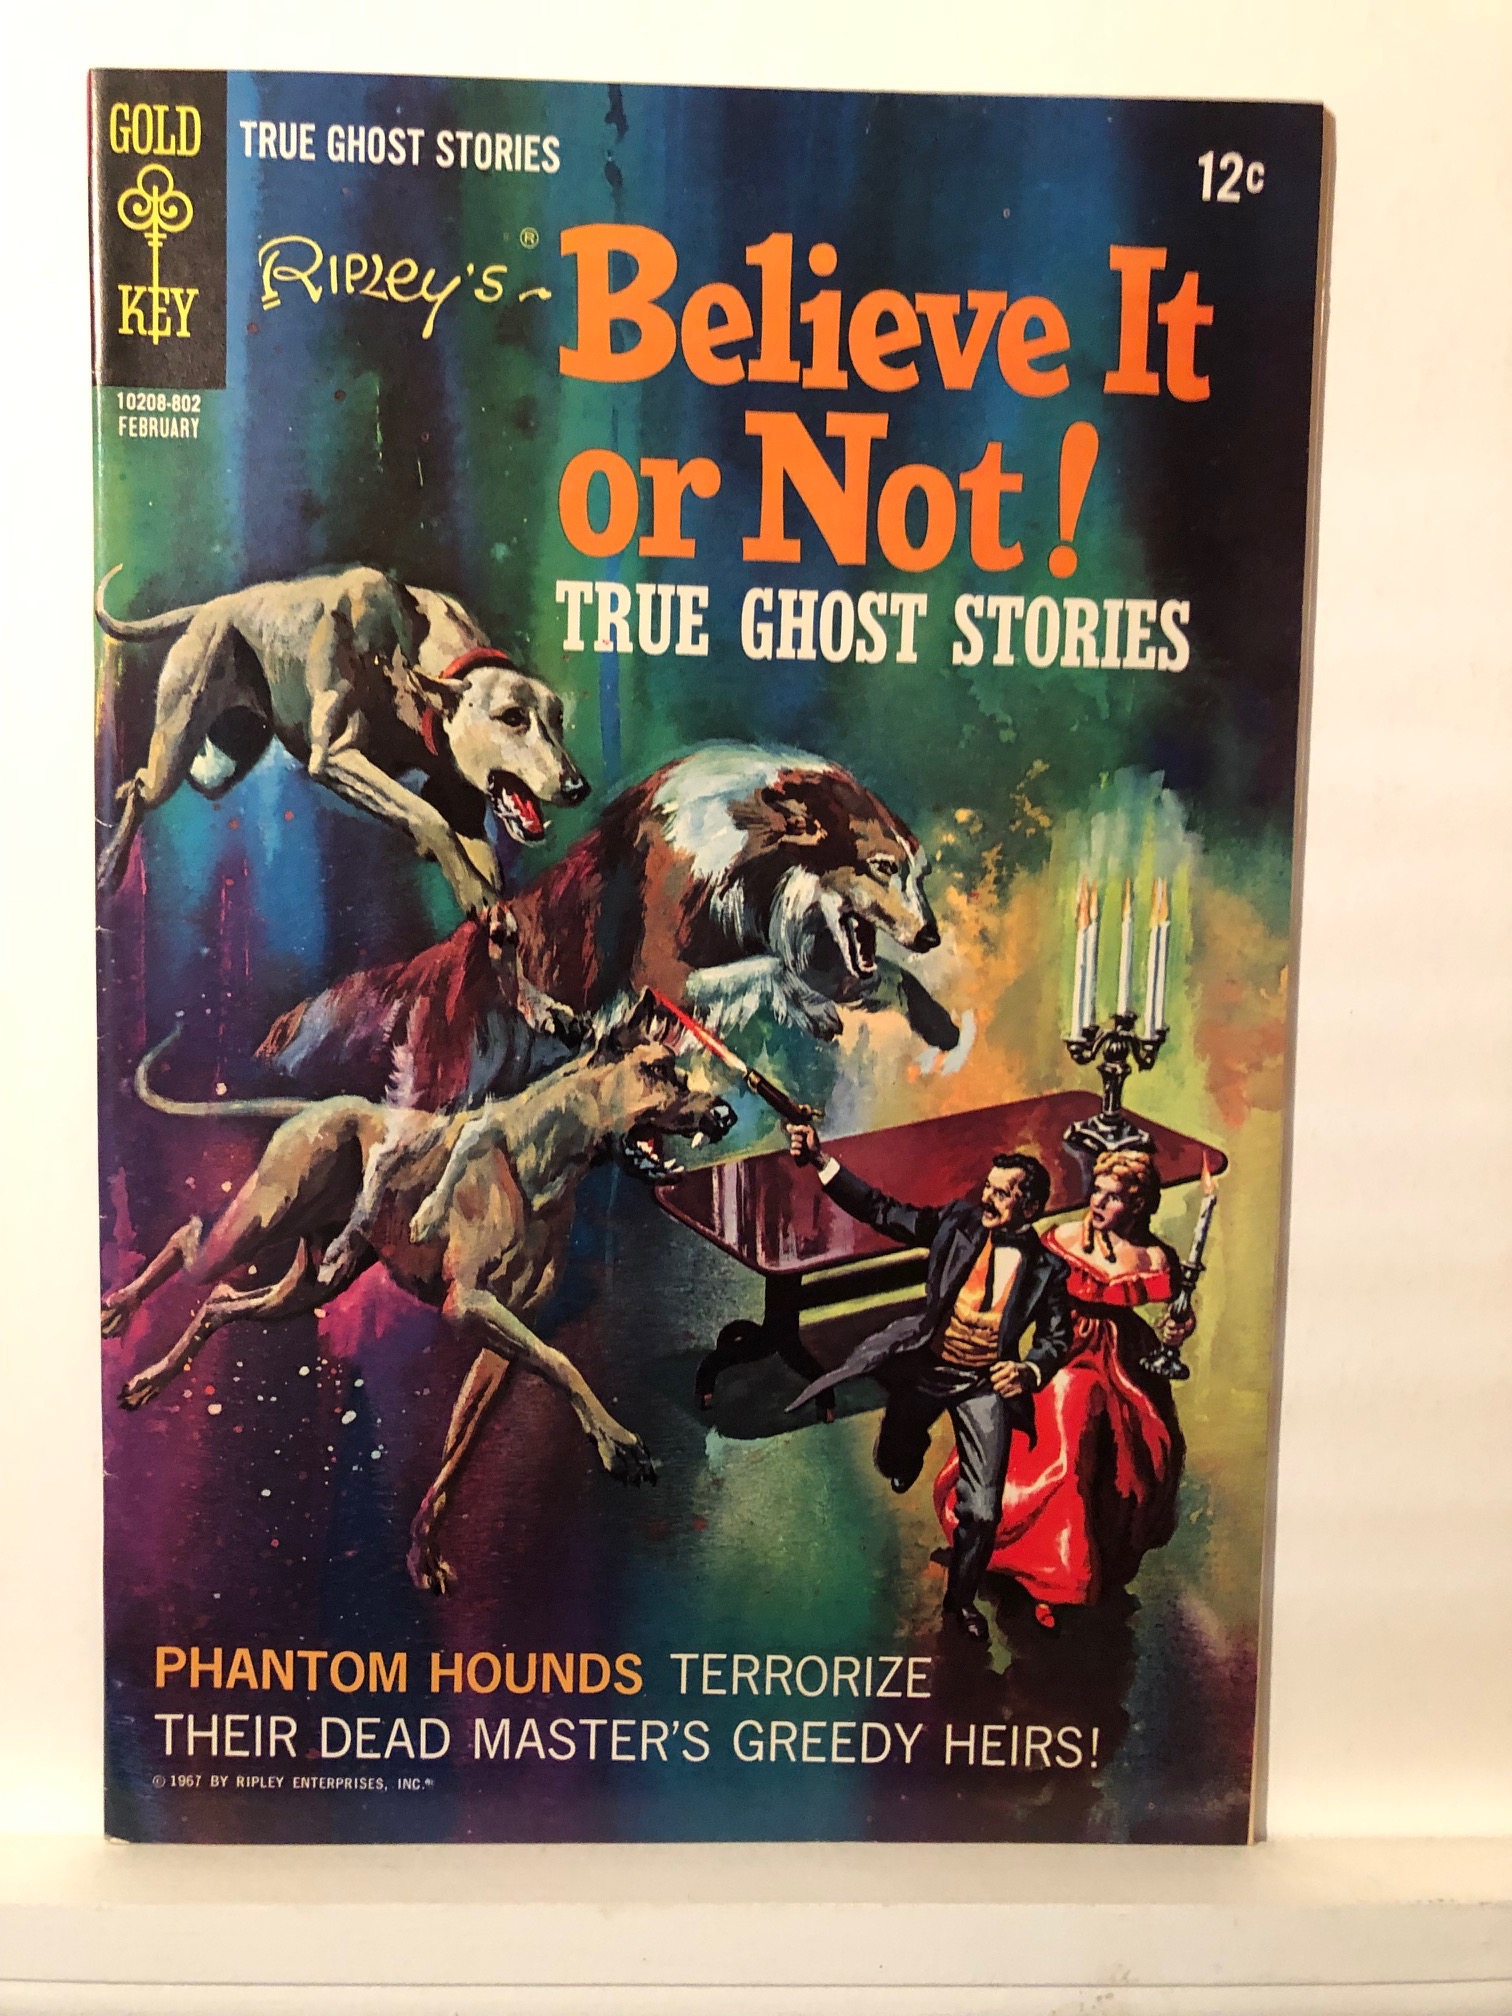 GOLD
KEY
TRUE GHOST STORIES
12c
10208-802
FEBRUARY
RIPLEY'S ®
Believe It
or Not!
TRUE GHOST STORIES
PHANTOM HOUNDS TERRORIZE
THEIR DEAD MASTER'S GREEDY HEIRS!
© 1967 BY RIPLEY ENTERPRISES, INC.